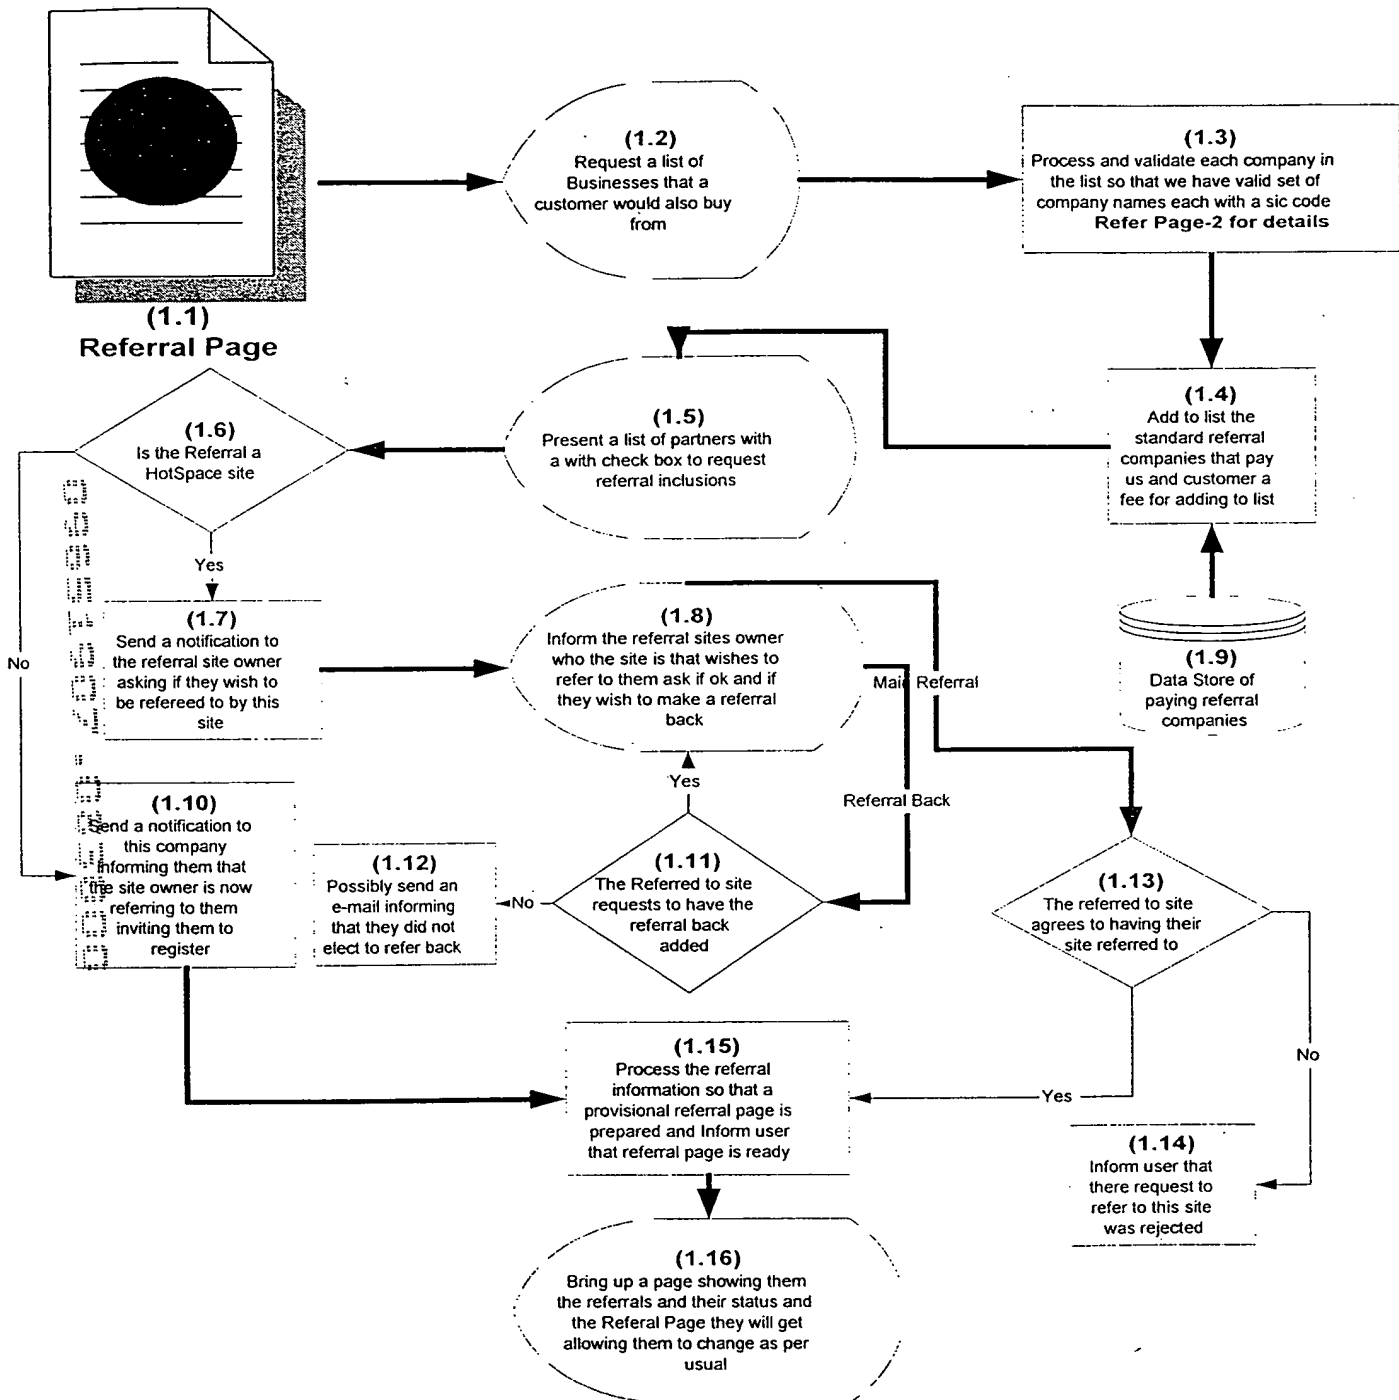 (1.1)
Referral Page
(1.2)
Request a list of
Businesses that a
customer would also buy
from
(1.3)
Process and validate each company in
the list so that we have valid set of
company names each with a sic code
Refer Page-2 for details
(1.4)
Add to list the
standard referral
companies that pay
us and customer a
fee for adding to list
(1.5)
Present a list of partners with
a with check box to request
referral inclusions
(1.6)
Is the Referral a
HotSpace site
Yes
No
(1.7)
Send a notification to
the referral site owner
asking if they wish to
be refereed to by this
site
(1.8)
Inform the referral sites owner
who the site is that wishes to
refer to them ask if ok and if
they wish to make a referral
back
Main Referral
Referral Back
(1.9)
Data Store of
paying referral
companies
(1.10)
Send a notification to
this company
informing them that
the site owner is now
referring to them
inviting them to
register
(1.11)
The Referred to site
requests to have the
referral back
added
Yes
No
(1.12)
Possibly send an
e-mail informing
that they did not
elect to refer back
(1.13)
The referred to site
agrees to having their
site referred to
Yes
No
(1.14)
Inform user that
there request to
refer to this site
was rejected
(1.15)
Process the referral
information so that a
provisional referral page is
prepared and Inform user
that referral page is ready
(1.16)
Bring up a page showing them
the referrals and their status and
the Referal Page they will get
allowing them to change as per
usual